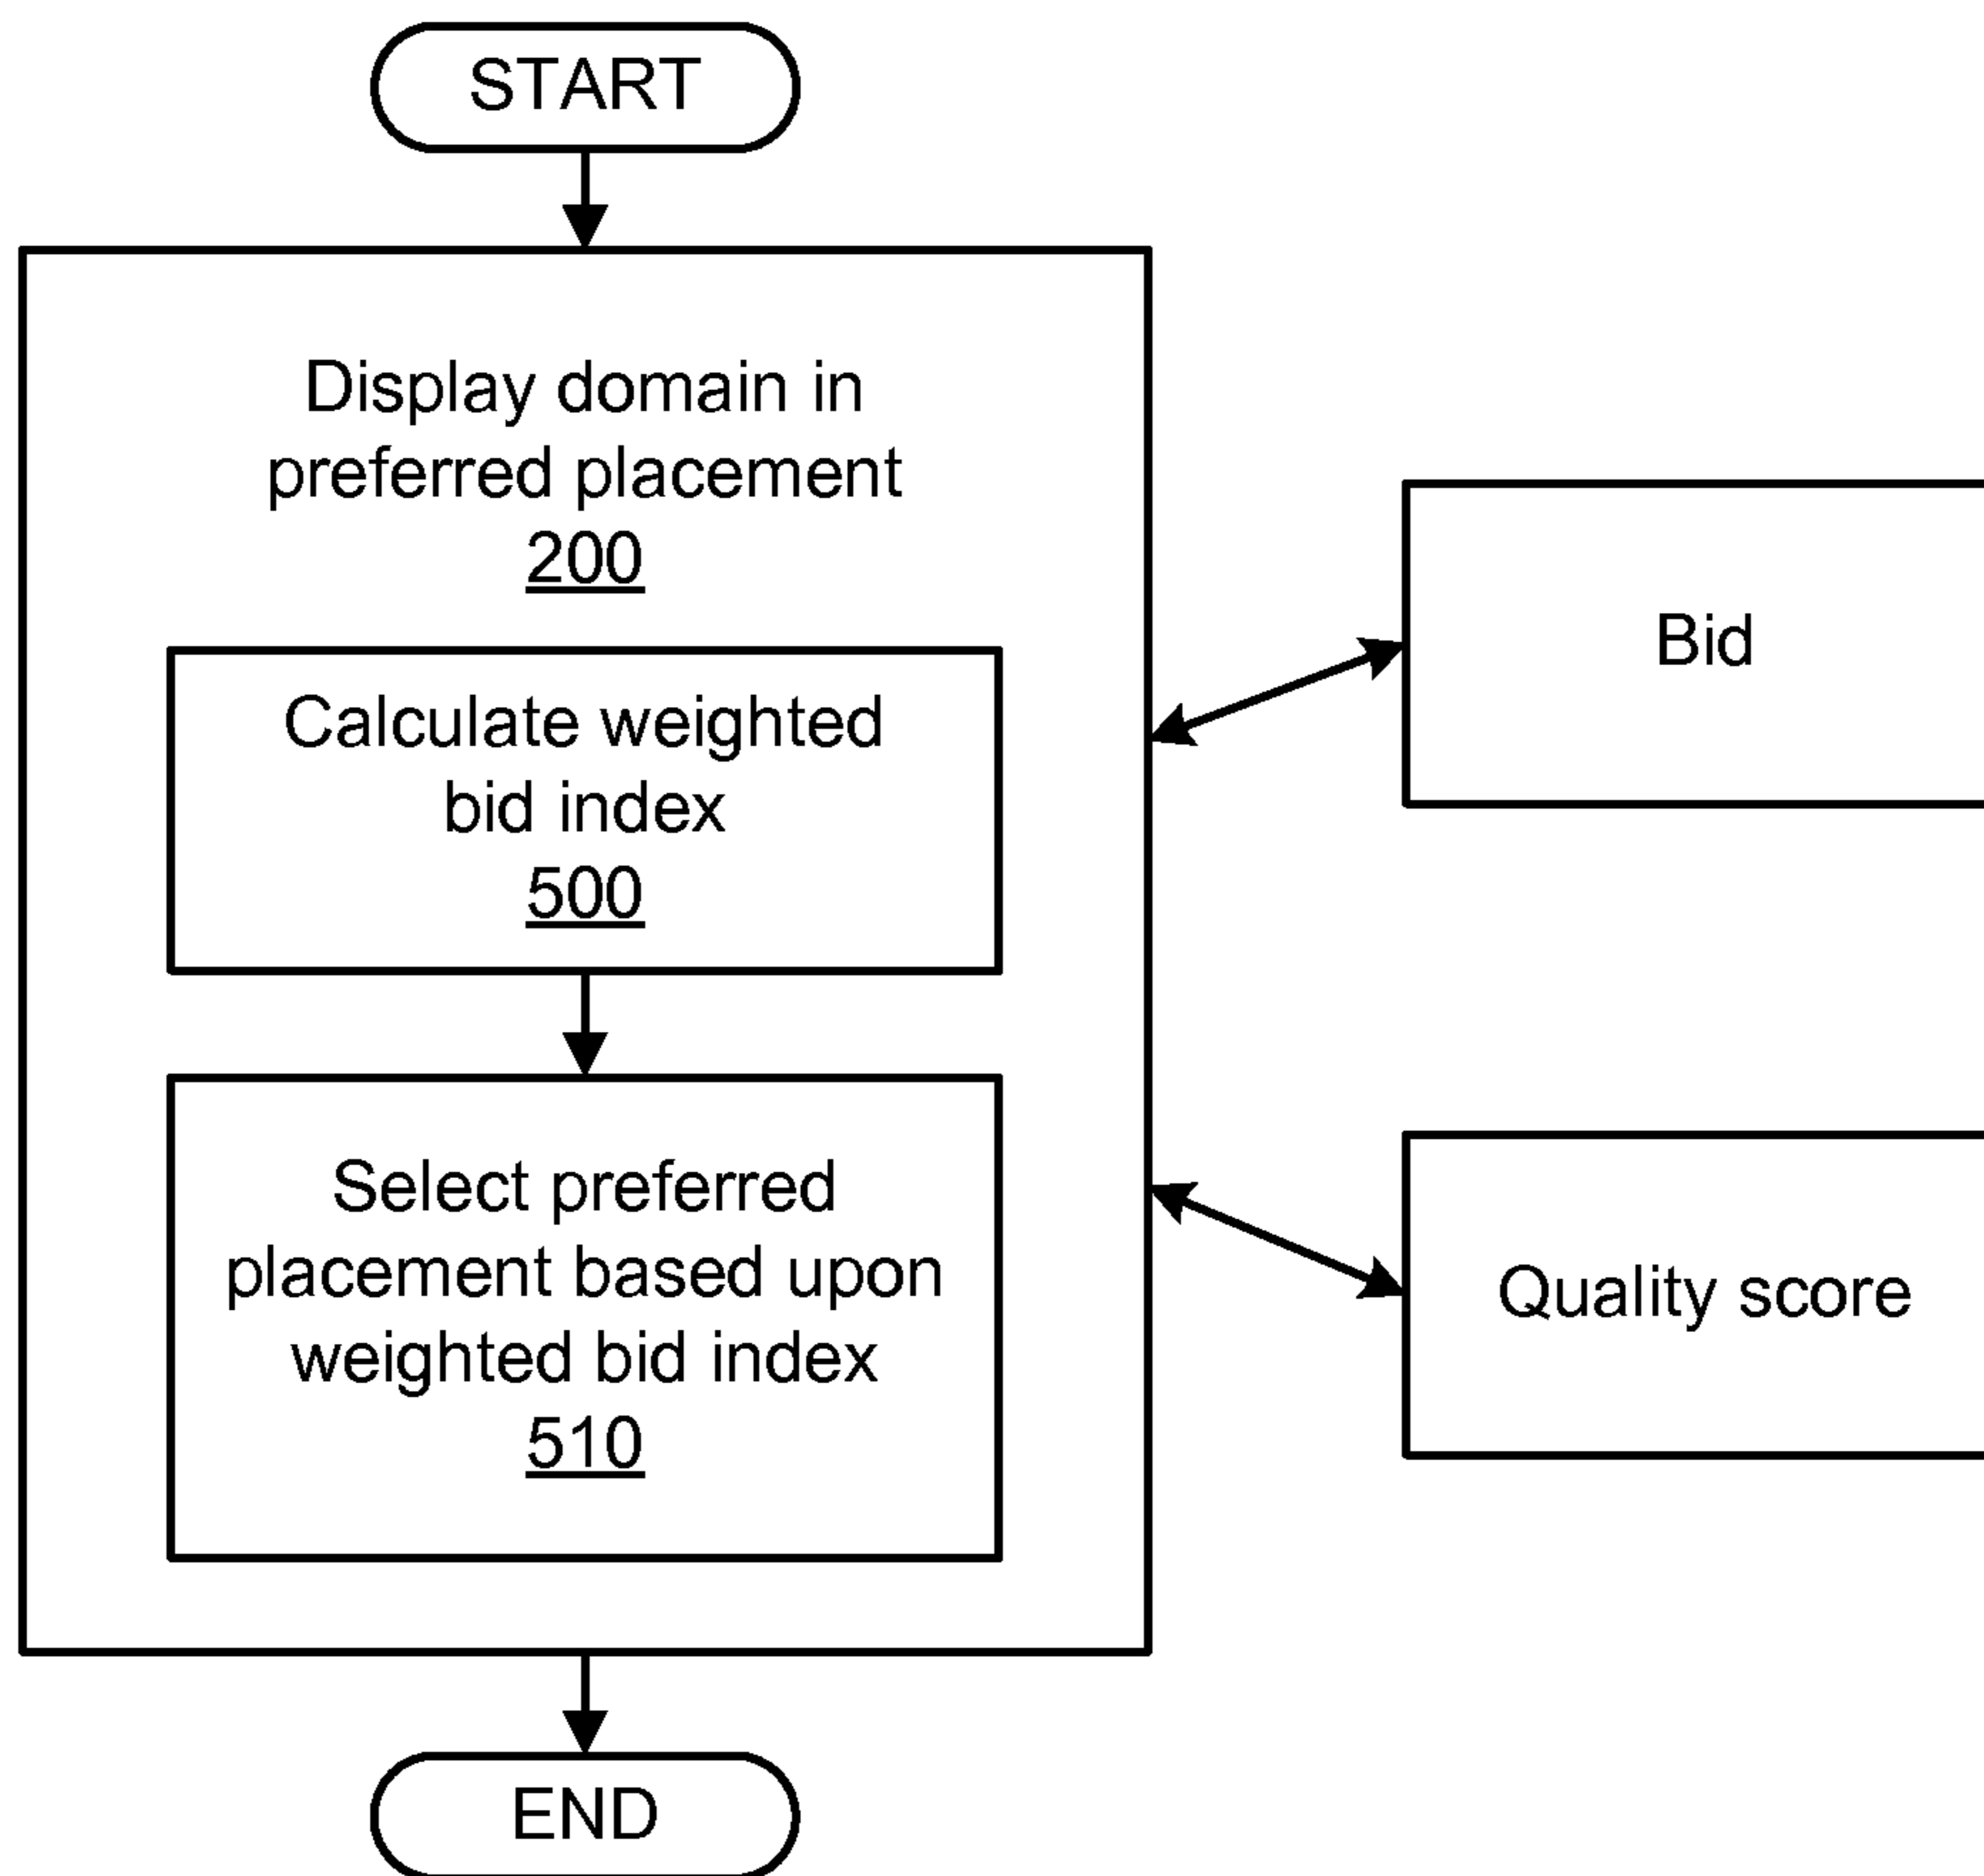 START
Display domain in
preferred placement
200
Calculate weighted
bid index
500
Select preferred
placement based upon
weighted bid index
510
END
Bid
Quality score